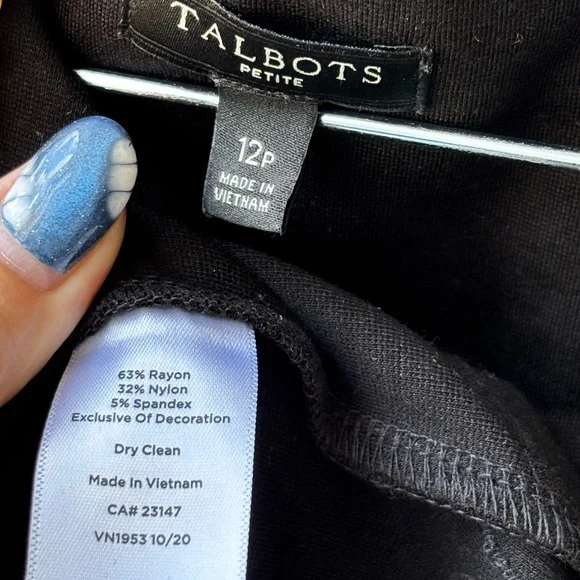 TALBOTS
PETITE
12P
MADE IN
VIETNAM
63% Rayon
32% Nylon
5% Spandex
Exclusive Of Decoration
Dry Clean
Made In Vietnam
CA# 23147
VN1953 10/20